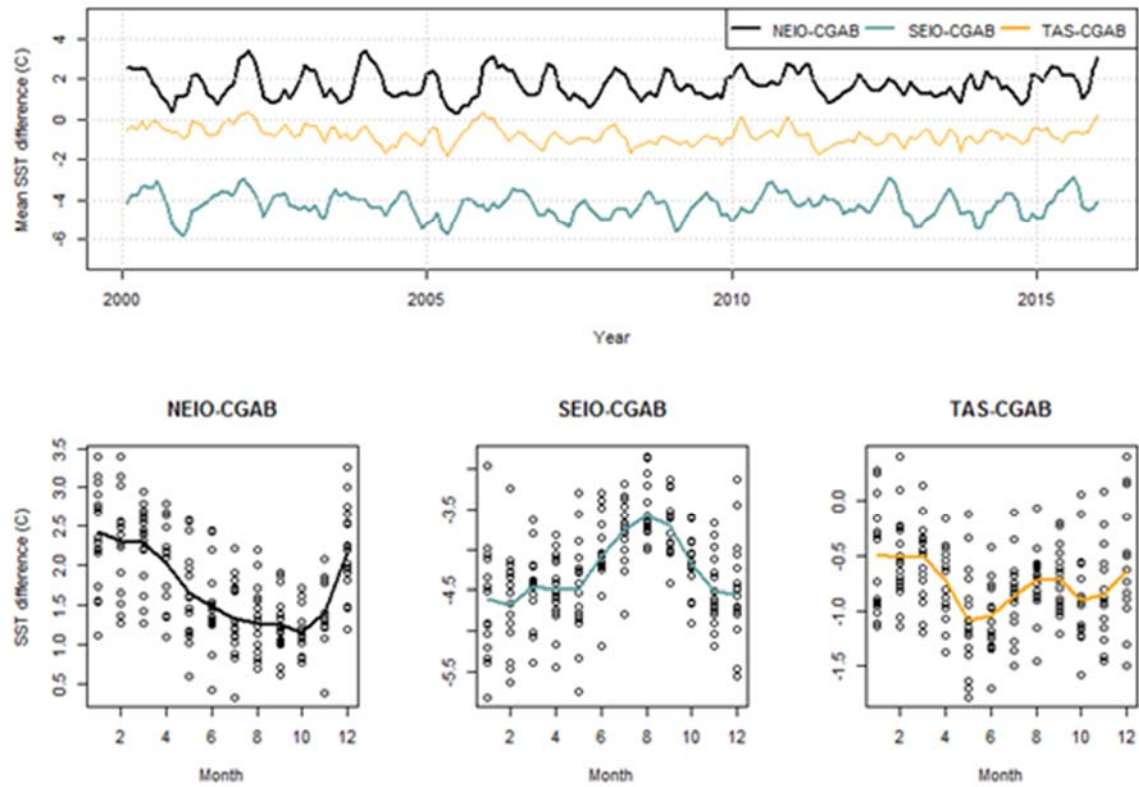 NEIO-CGAB SEIO-CGAB TAS-CGAB
Mean SST difference (C)
4
2
0
-2
-4
-6
2000 2005 2010 2015
Year
NEIO-CGAB SEIO-CGAB TAS-CGAB
SST difference (C)
3.5
3.0
2.5
2.0
1.5
1.0
0.5
2 4 6 8 10 12
Month
-3.5
-4.5
-5.5
2 4 6 8 10 12
Month
0.0
-0.5
-1.0
-1.5
2 4 6 8 10 12
Month